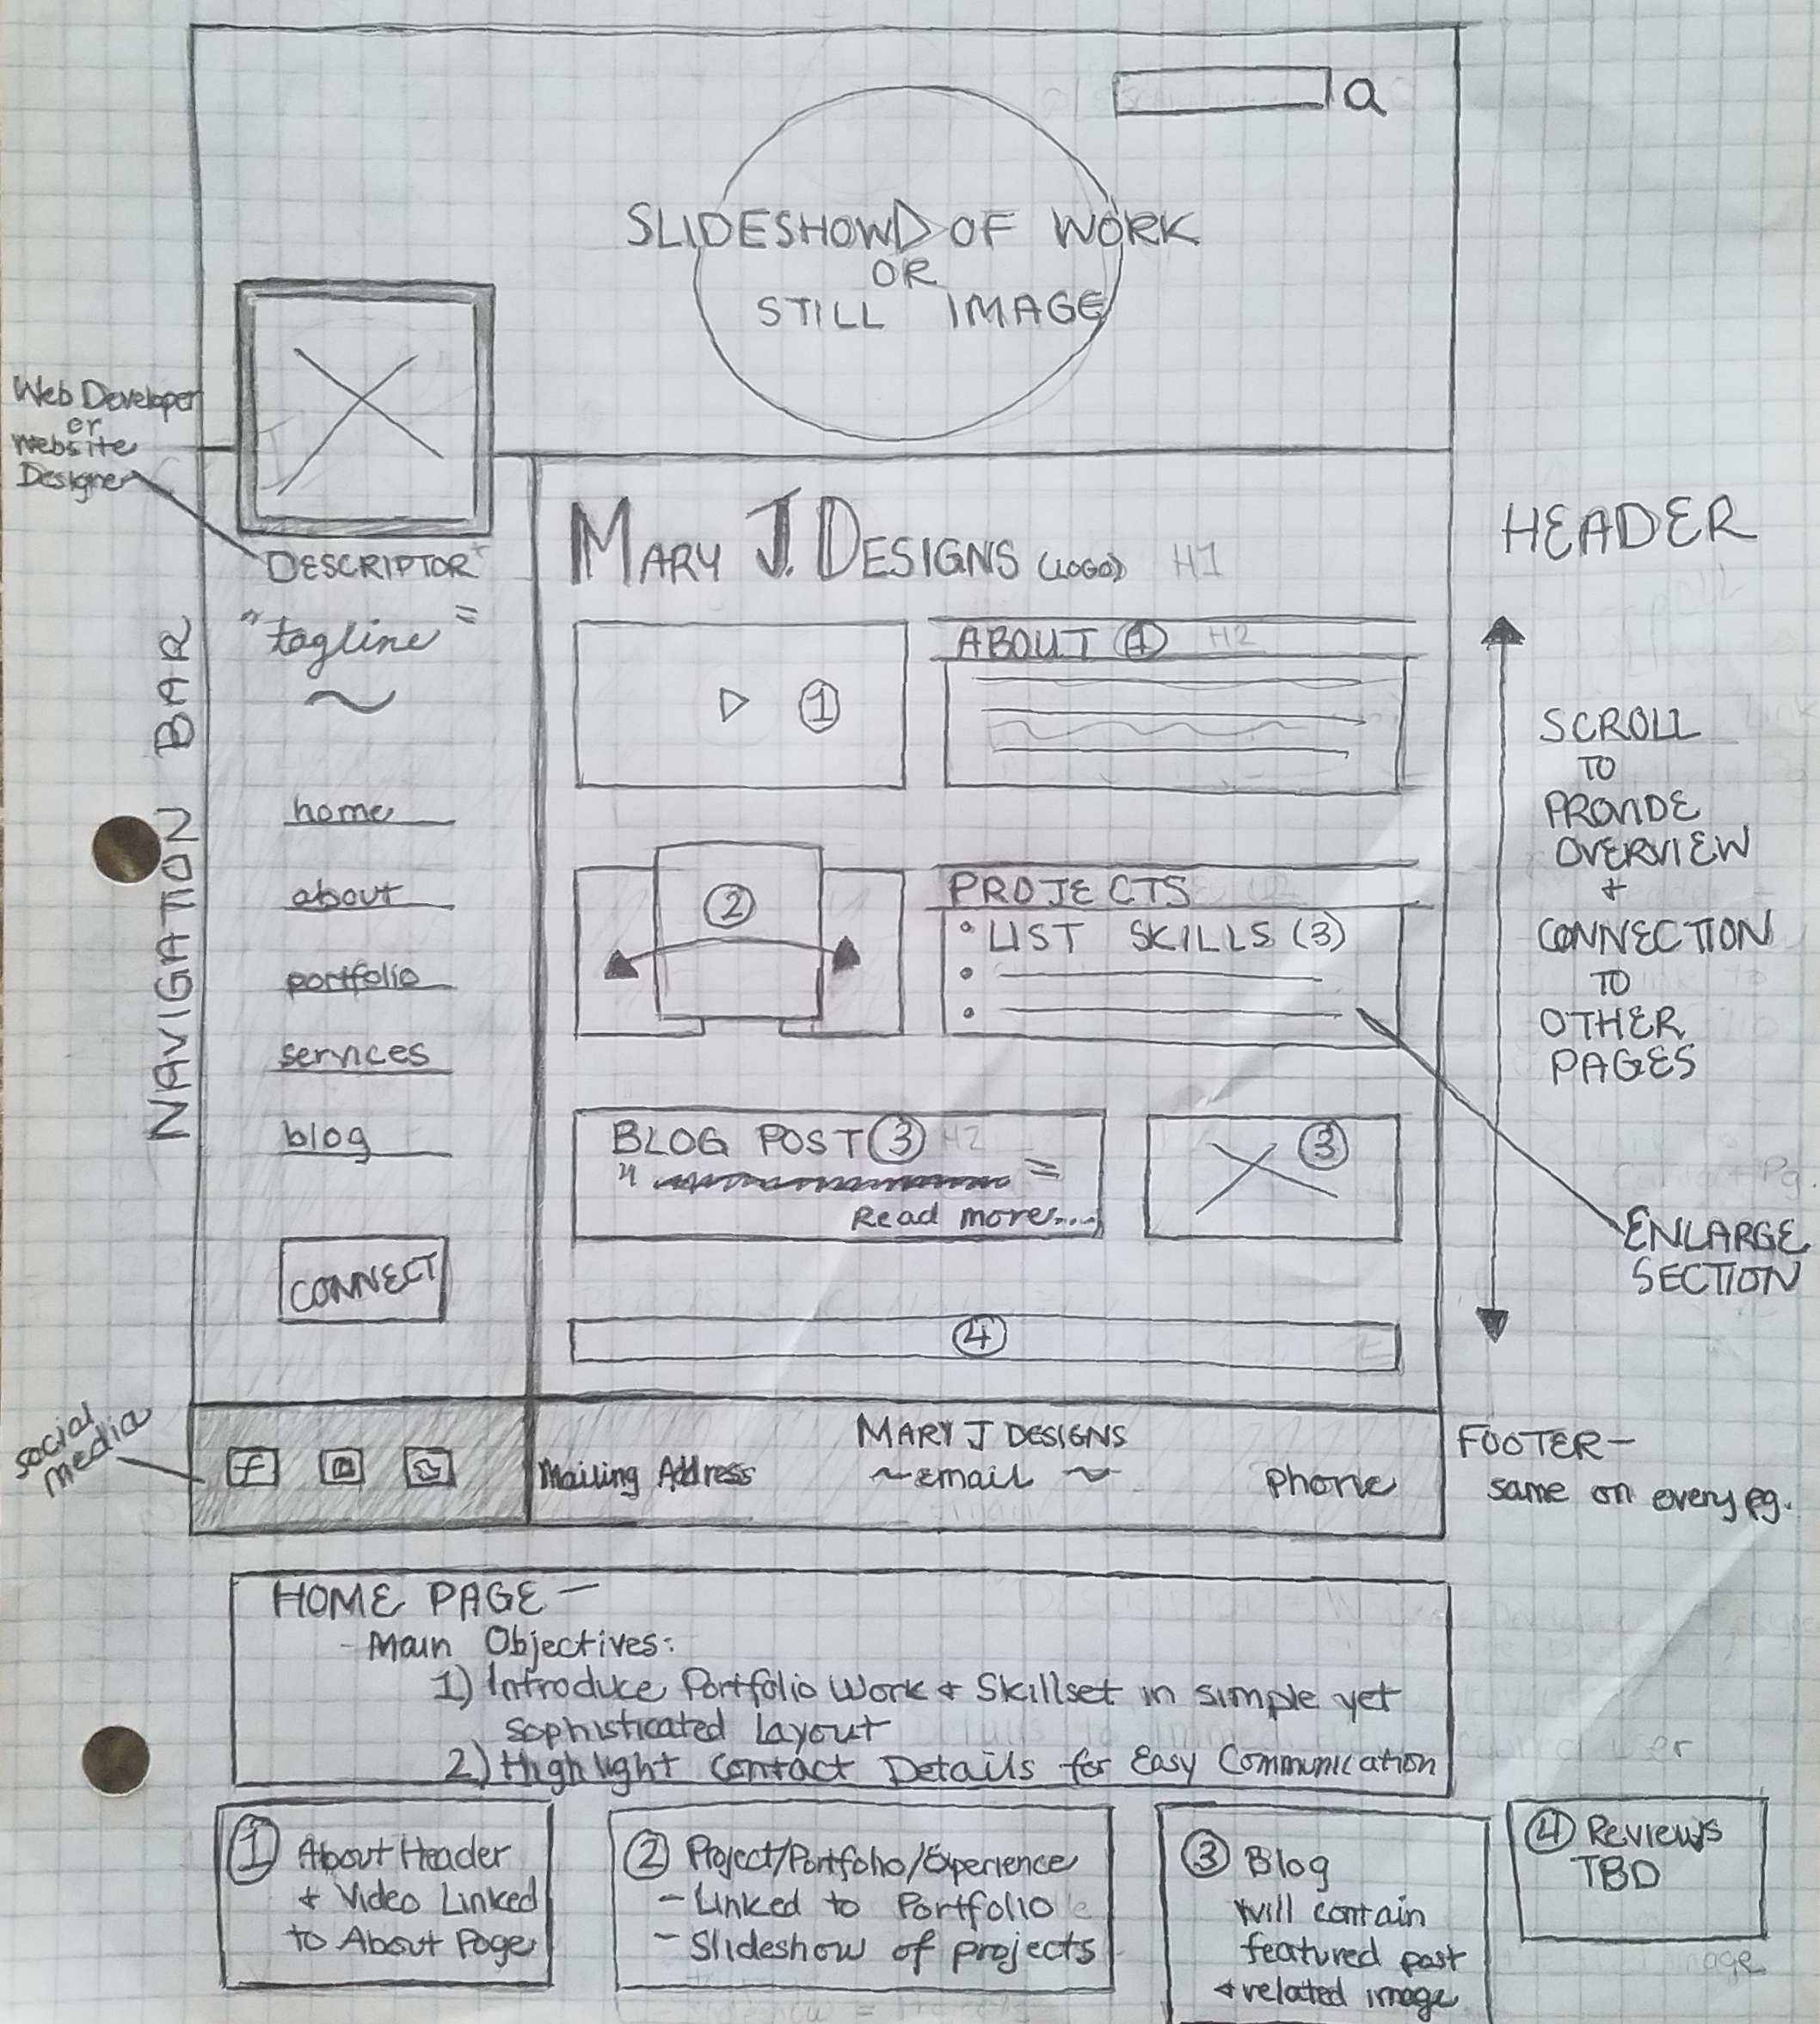 a
SLIDESHOW OF WORK
OR
STILL IMAGE
Web Developer
or
Website
Designer
DESCRIPTOR
"tagline"
NAVIGATION BAR
home
about
portfolio
services
blog
CONNECT
MARY J. DESIGNS (LOGO) H1
1
ABOUT 1 H2
2
PROJECTS H2
• LIST SKILLS (3)
•
•
BLOG POST 3 H2
Read more....
3
4
HEADER
SCROLL
TO
PROVIDE
OVERVIEW
+
CONNECTION
TO
OTHER
PAGES
ENLARGE
SECTION
social
media
f
MARY J DESIGNS
Mailing Address ~email~ phone
FOOTER-
same on every pg.
HOME PAGE -
- Main Objectives:
1) Introduce Portfolio Work + Skillset in simple yet
sophisticated Layout
2) Highlight Contact Details for Easy Communication
1 About Header
+ Video Linked
to About Page
2 Project/Portfolio/Experience
- Linked to Portfolio
- Slideshow of projects
3 Blog
will contain
featured post
+ related image
4 Reviews
TBD